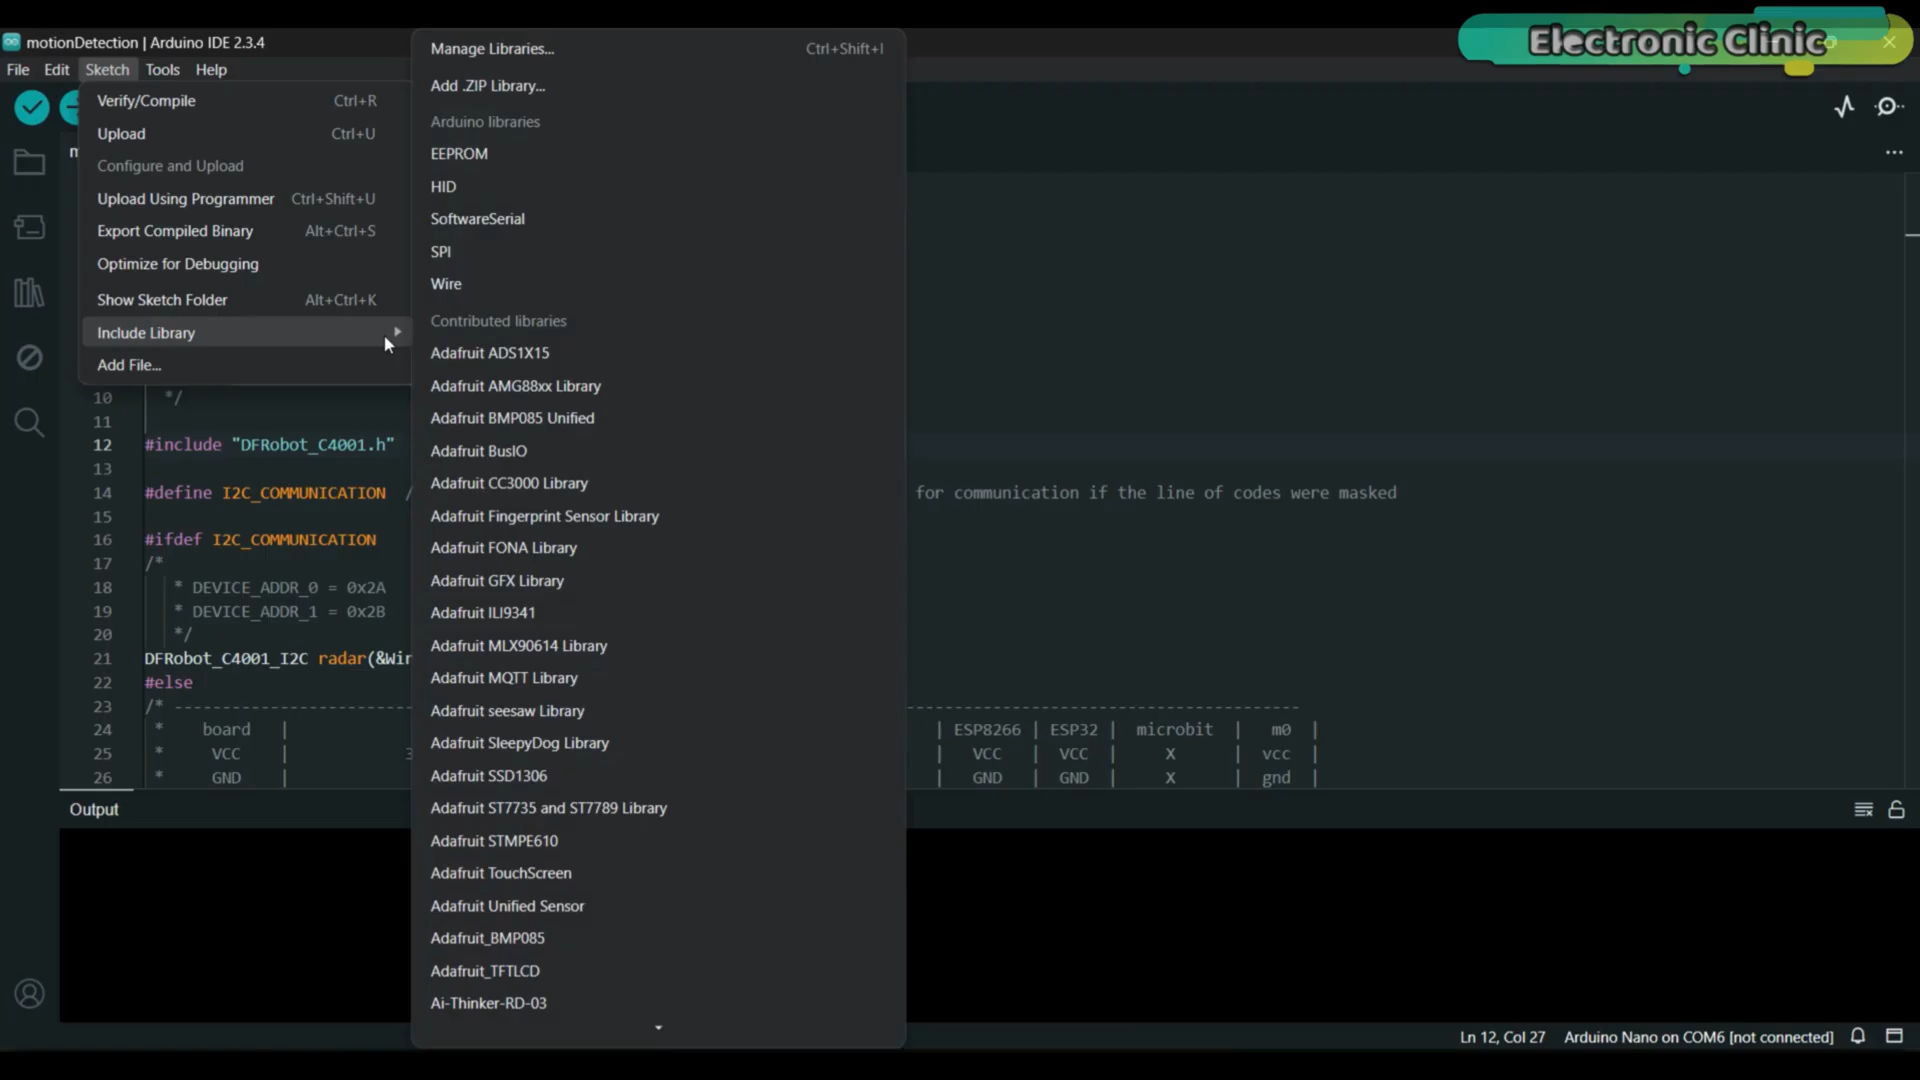 Electronic Clinic
motionDetection | Arduino IDE 2.3.4
File Edit Sketch Tools Help
Verify/Compile Ctrl+R
Upload Ctrl+U
Configure and Upload
Upload Using Programmer Ctrl+Shift+U
Export Compiled Binary Alt+Ctrl+S
Optimize for Debugging
Show Sketch Folder Alt+Ctrl+K
Include Library
Add File...
Manage Libraries... Ctrl+Shift+I
Add .ZIP Library...
Arduino libraries
EEPROM
HID
SoftwareSerial
SPI
Wire
Contributed libraries
Adafruit ADS1X15
Adafruit AMG88xx Library
Adafruit BMP085 Unified
Adafruit BusIO
Adafruit CC3000 Library
Adafruit Fingerprint Sensor Library
Adafruit FONA Library
Adafruit GFX Library
Adafruit ILI9341
Adafruit MLX90614 Library
Adafruit MQTT Library
Adafruit seesaw Library
Adafruit SleepyDog Library
Adafruit SSD1306
Adafruit ST7735 and ST7789 Library
Adafruit STMPE610
Adafruit TouchScreen
Adafruit Unified Sensor
Adafruit_BMP085
Adafruit_TFTLCD
Ai-Thinker-RD-03
10 */
11
12 #include "DFRobot_C4001.h"
13
14 #define I2C_COMMUNICATION / for communication if the line of codes were masked
15
16 #ifdef I2C_COMMUNICATION
17 /*
18 * DEVICE_ADDR_0 = 0x2A
19 * DEVICE_ADDR_1 = 0x2B
20 */
21 DFRobot_C4001_I2C radar(&Wir
22 #else
23 /* ---------------------------------------------------------------
24 * board | | ESP8266 | ESP32 | microbit | m0 |
25 * VCC | 3 | VCC | VCC | X | vcc |
26 * GND | | GND | GND | X | gnd |
Output
Ln 12, Col 27 Arduino Nano on COM6 [not connected]